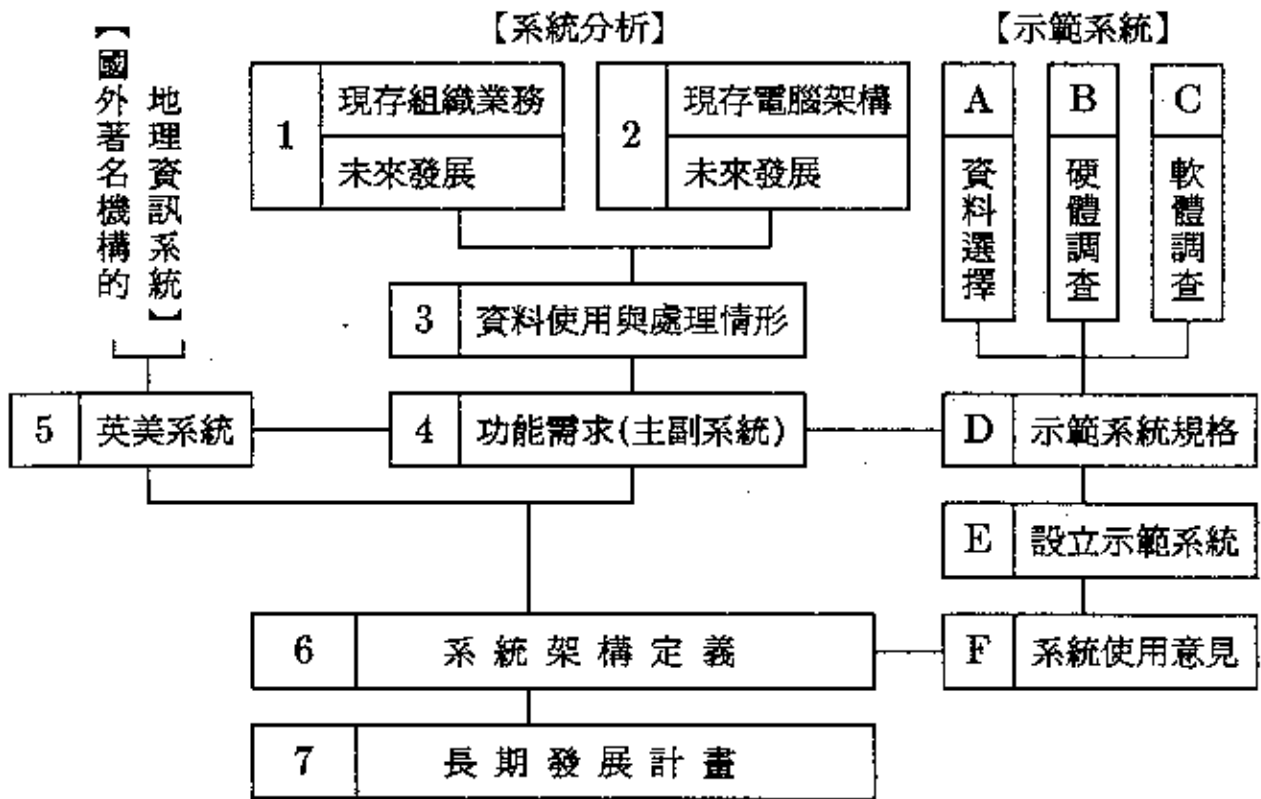 【國外著名機構的
地理資訊系統】
【系統分析】
1
現存組織業務
未來發展
2
現存電腦架構
未來發展
3 資料使用與處理情形
5 英美系統
4 功能需求(主副系統)
6 系統架構定義
7 長期發展計畫
【示範系統】
A 資料選擇
B 硬體調查
C 軟體調查
D 示範系統規格
E 設立示範系統
F 系統使用意見